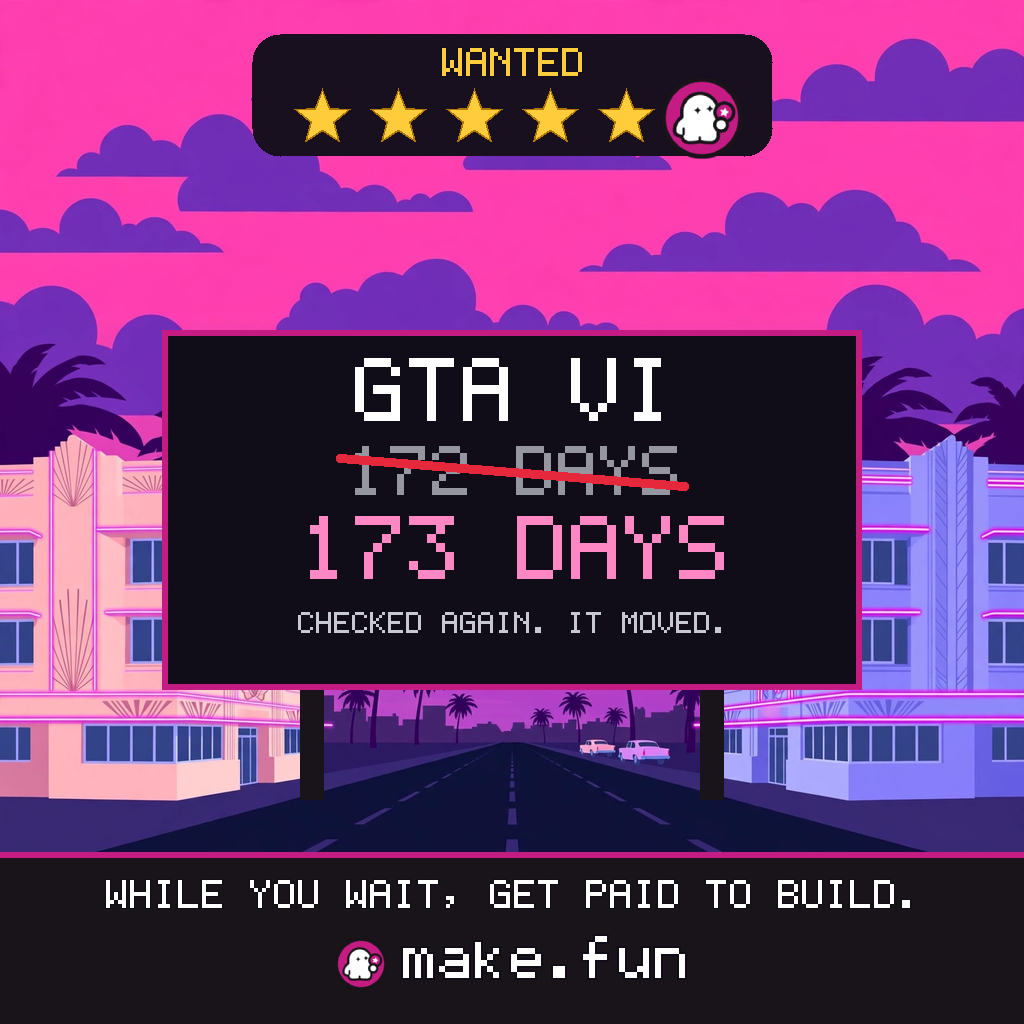 WANTED
GTA VI
172 DAYS
173 DAYS
CHECKED AGAIN. IT MOVED.
WHILE YOU WAIT, GET PAID TO BUILD.
make.fun